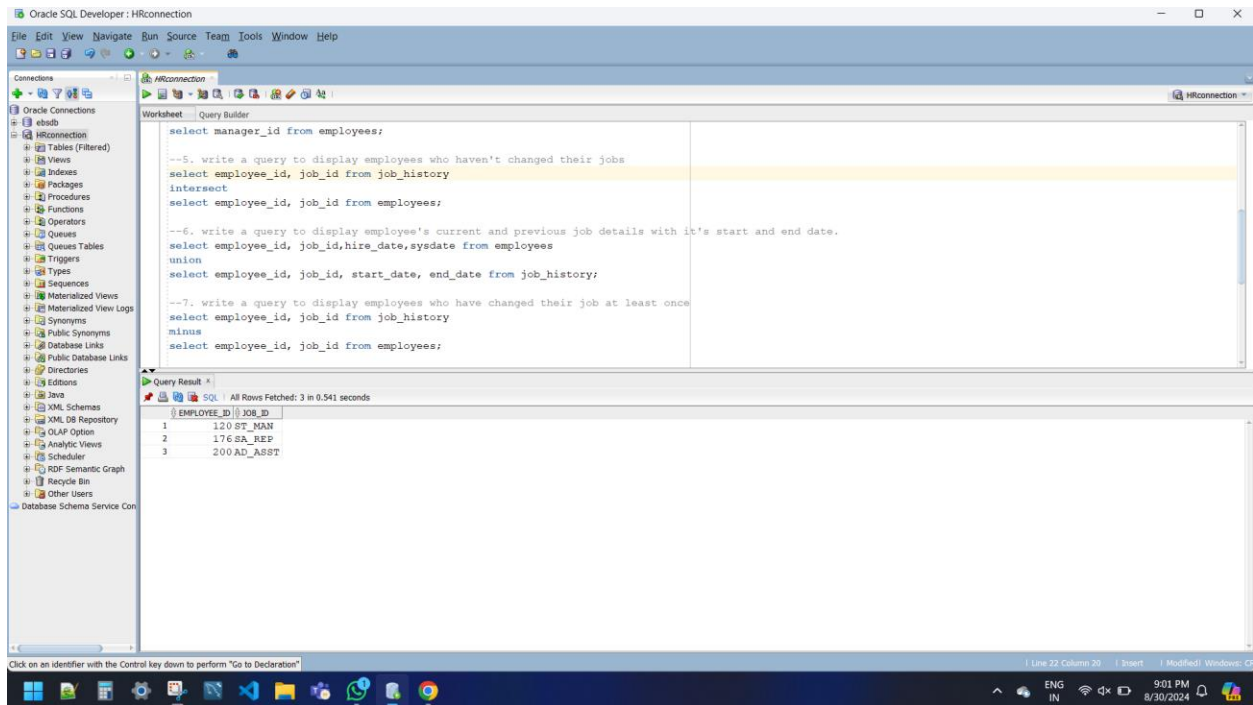 Oracle SQL Developer : HRconnection
File Edit View Navigate Run Source Team Tools Window Help
Connections
HRconnection
HRconnection
Oracle Connections
ebsdb
HRconnection
Tables (Filtered)
Views
Indexes
Packages
Procedures
Functions
Operators
Queues
Queues Tables
Triggers
Types
Sequences
Materialized Views
Materialized View Logs
Synonyms
Public Synonyms
Database Links
Public Database Links
Directories
Editions
Java
XML Schemas
XML DB Repository
OLAP Option
Analytic Views
Scheduler
RDF Semantic Graph
Recycle Bin
Other Users
Database Schema Service Con
Worksheet Query Builder
select manager_id from employees;
--5. write a query to display employees who haven't changed their jobs
select employee_id, job_id from job_history
intersect
select employee_id, job_id from employees;
--6. write a query to display employee's current and previous job details with it's start and end date.
select employee_id, job_id,hire_date,sysdate from employees
union
select employee_id, job_id, start_date, end_date from job_history;
--7. write a query to display employees who have changed their job at least once
select employee_id, job_id from job_history
minus
select employee_id, job_id from employees;
Query Result
SQL | All Rows Fetched: 3 in 0.541 seconds
EMPLOYEE_ID JOB_ID
1 120 ST_MAN
2 176 SA_REP
3 200 AD_ASST
Click on an identifier with the Control key down to perform "Go to Declaration"
| Line 22 Column 20 | Insert | Modified| Windows: CR
ENG
IN
9:01 PM
8/30/2024